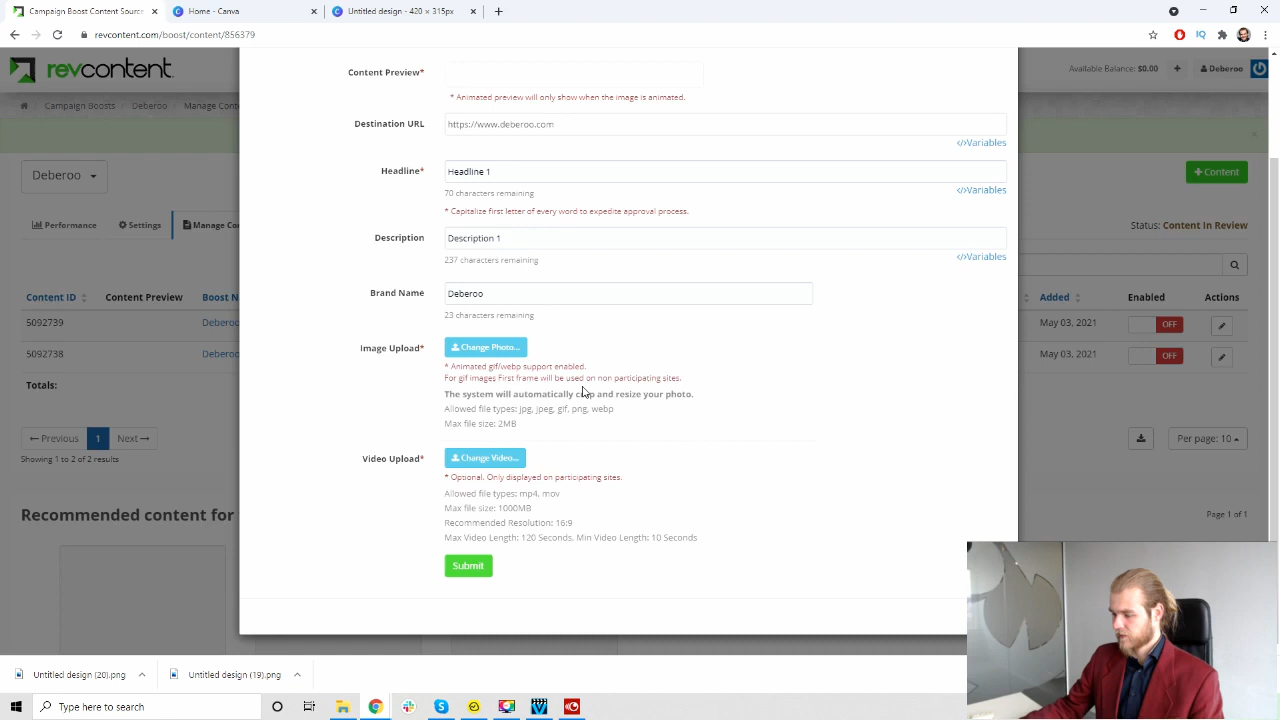 Campaign Boost Sources
Home - Canva
Untitled design - 420 × 315px
revcontent.com/boost/content/856379
IQ
revcontent
Available Balance: $0.00
Deberoo
Campaign Boosts
Deberoo
Manage Conte
Deberoo
+ Content
Performance
Settings
Manage Con
Status: Content In Review
Content ID
Content Preview
Boost N
Added
Enabled
Actions
5092739
Deberoo
May 03, 2021
OFF
5092738
Deberoo
May 03, 2021
OFF
Totals:
← Previous
1
Next →
Per page: 10
Showing 1 to 2 of 2 results
Recommended content for
Page 1 of 1
Content Preview*
* Animated preview will only show when the image is animated.
Destination URL
https://www.deberoo.com
</>Variables
Headline*
Headline 1
70 characters remaining
</>Variables
* Capitalize first letter of every word to expedite approval process.
Description
Description 1
237 characters remaining
</>Variables
Brand Name
Deberoo
23 characters remaining
Image Upload*
Change Photo...
* Animated gif/webp support enabled.
For gif images First frame will be used on non participating sites.
The system will automatically crop and resize your photo.
Allowed file types: jpg, jpeg, gif, png, webp
Max file size: 2MB
Video Upload*
Change Video...
* Optional. Only displayed on participating sites.
Allowed file types: mp4, mov
Max file size: 1000MB
Recommended Resolution: 16:9
Max Video Length: 120 Seconds, Min Video Length: 10 Seconds
Submit
Untitled design (20).png
Untitled design (19).png
Type here to search